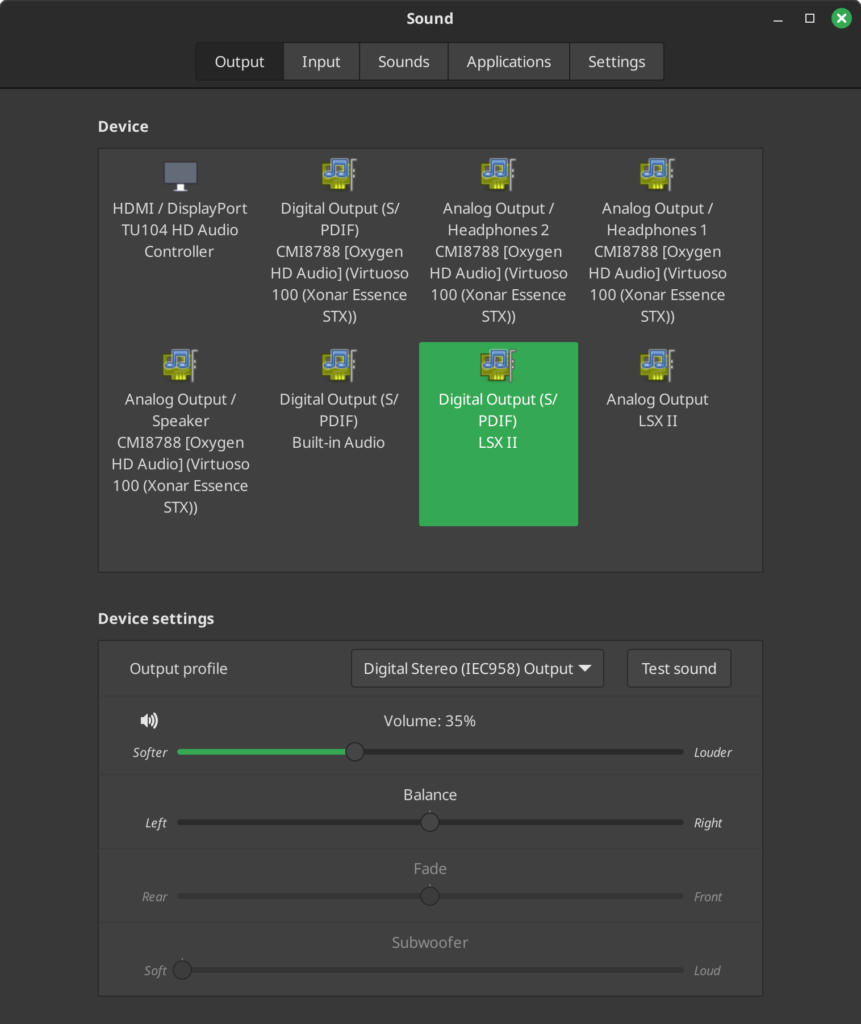 Sound
Output Input Sounds Applications Settings
Device
HDMI / DisplayPort
TU104 HD Audio
Controller
Digital Output (S/
PDIF)
CMI8788 [Oxygen
HD Audio] (Virtuoso
100 (Xonar Essence
STX))
Analog Output /
Headphones 2
CMI8788 [Oxygen
HD Audio] (Virtuoso
100 (Xonar Essence
STX))
Analog Output /
Headphones 1
CMI8788 [Oxygen
HD Audio] (Virtuoso
100 (Xonar Essence
STX))
Analog Output /
Speaker
CMI8788 [Oxygen
HD Audio] (Virtuoso
100 (Xonar Essence
STX))
Digital Output (S/
PDIF)
Built-in Audio
Digital Output (S/
PDIF)
LSX II
Analog Output
LSX II
Device settings
Output profile Digital Stereo (IEC958) Output Test sound
Volume: 35%
Softer Louder
Balance
Left Right
Fade
Rear Front
Subwoofer
Soft Loud